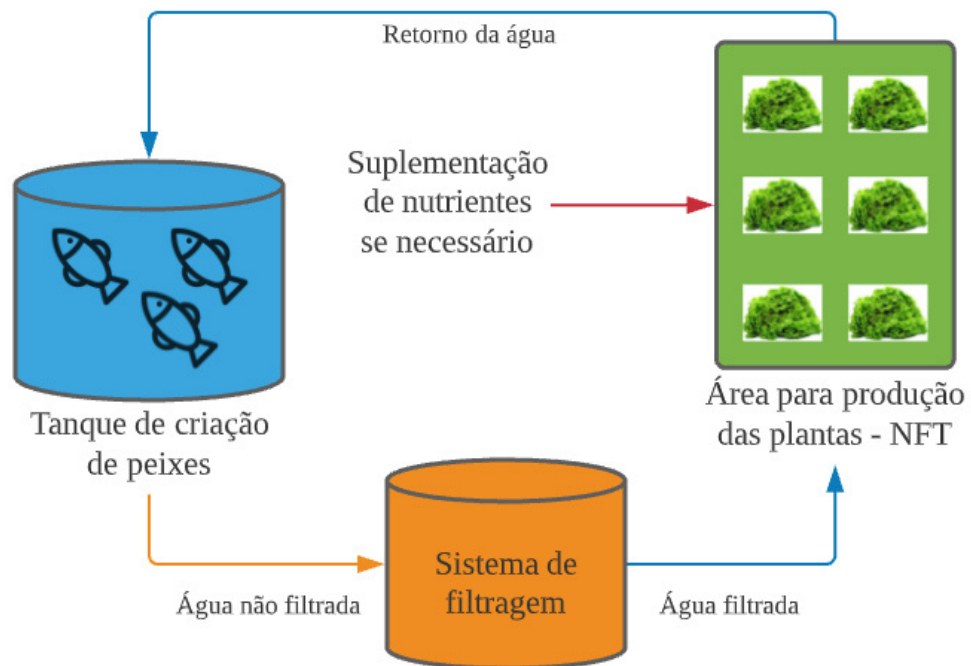 Retorno da água
Suplementação
de nutrientes
se necessário
Tanque de criação
de peixes
Área para produção
das plantas - NFT
Sistema de
filtragem
Água não filtrada
Água filtrada